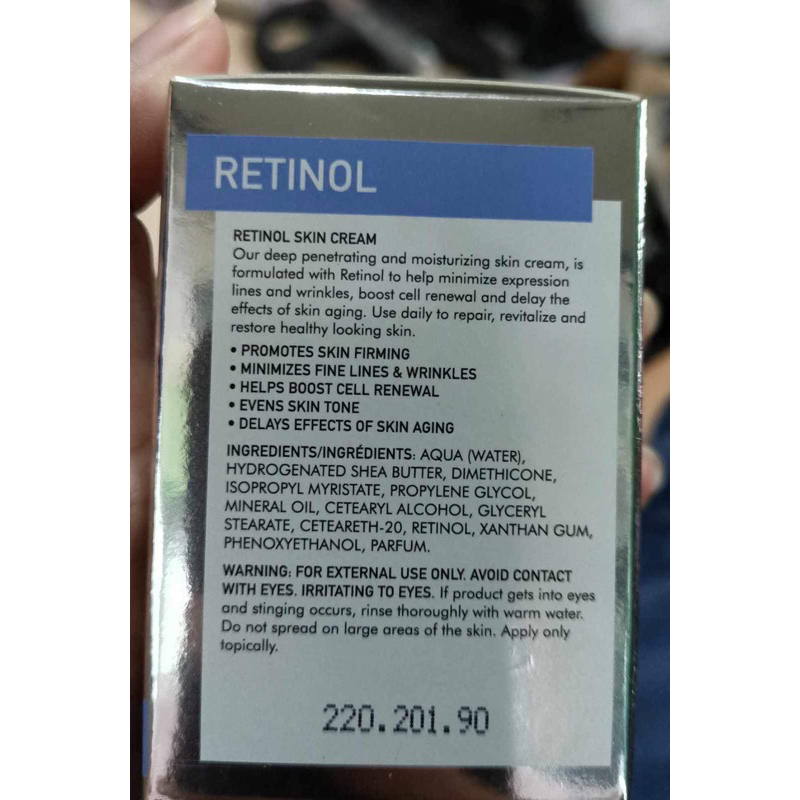 RETINOL
RETINOL SKIN CREAM
Our deep penetrating and moisturizing skin cream, is
formulated with Retinol to help minimize expression
lines and wrinkles, boost cell renewal and delay the
effects of skin aging. Use daily to repair, revitalize and
restore healthy looking skin.
• PROMOTES SKIN FIRMING
• MINIMIZES FINE LINES & WRINKLES
• HELPS BOOST CELL RENEWAL
• EVENS SKIN TONE
• DELAYS EFFECTS OF SKIN AGING
INGREDIENTS/INGRÉDIENTS: AQUA (WATER),
HYDROGENATED SHEA BUTTER, DIMETHICONE,
ISOPROPYL MYRISTATE, PROPYLENE GLYCOL,
MINERAL OIL, CETEARYL ALCOHOL, GLYCERYL
STEARATE, CETEARETH-20, RETINOL, XANTHAN GUM,
PHENOXYETHANOL, PARFUM.
WARNING: FOR EXTERNAL USE ONLY. AVOID CONTACT
WITH EYES. IRRITATING TO EYES. If product gets into eyes
and stinging occurs, rinse thoroughly with warm water.
Do not spread on large areas of the skin. Apply only
topically.
220.201.90